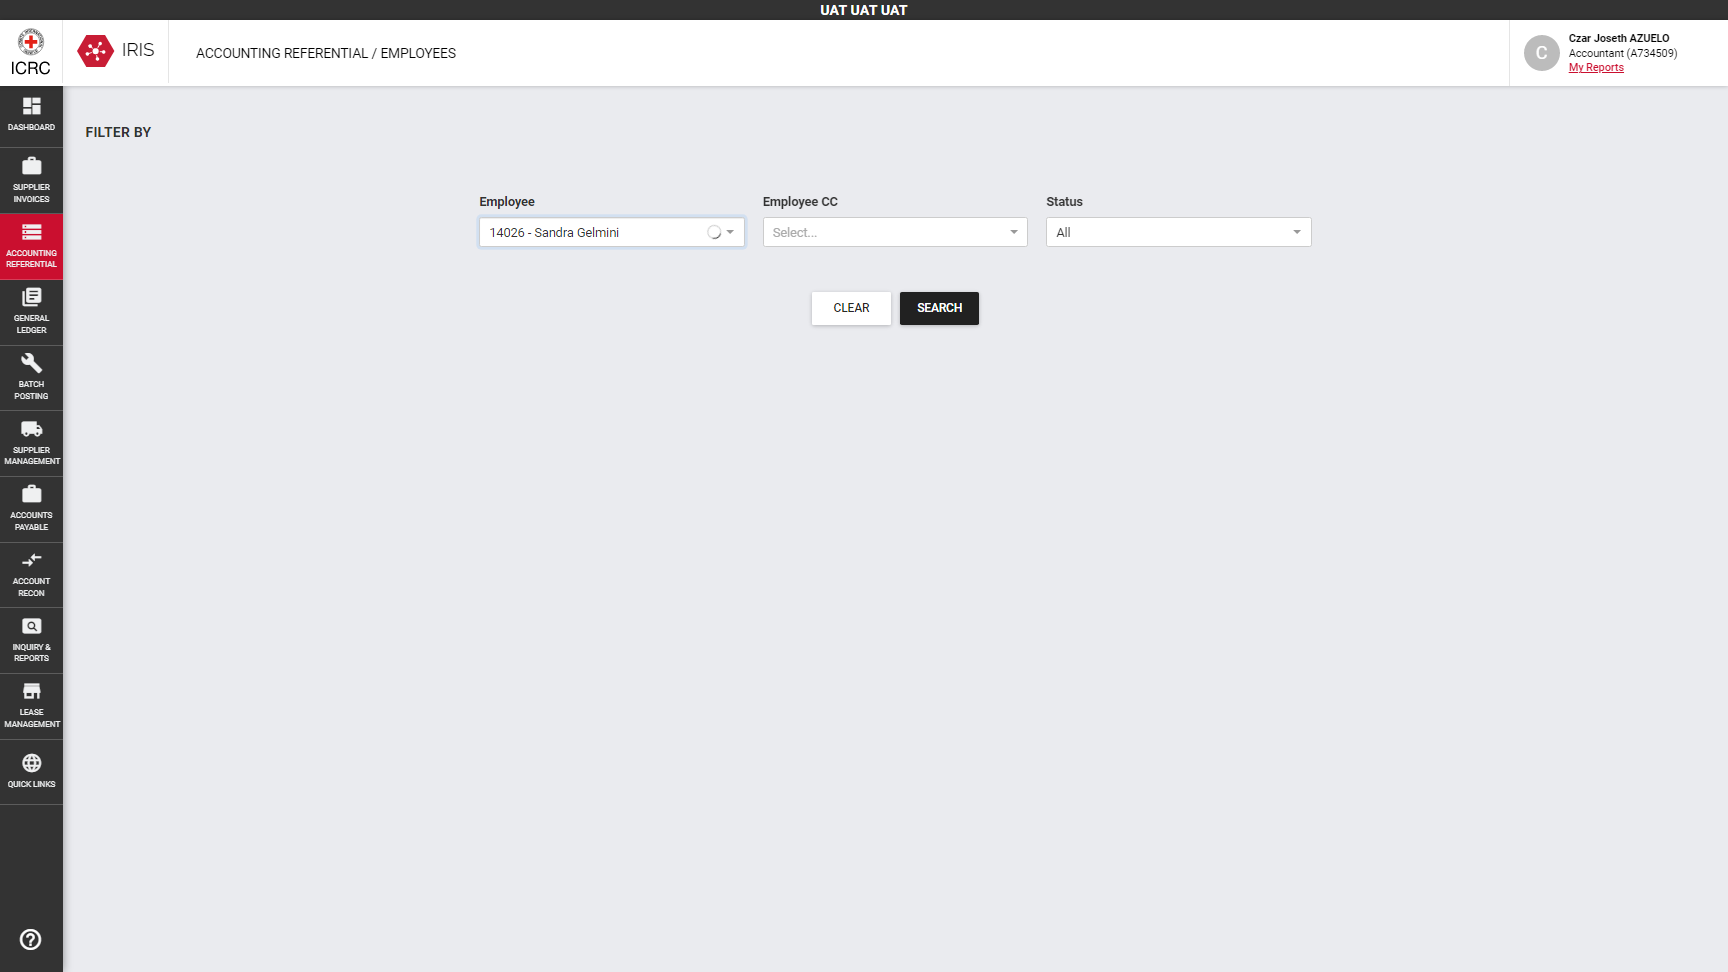 UAT UAT UAT
ICRC
IRIS
ACCOUNTING REFERENTIAL / EMPLOYEES
C
Czar Joseth AZUELO
Accountant (A734509)
My Reports
DASHBOARD
SUPPLIER
INVOICES
ACCOUNTING
REFERENTIAL
GENERAL
LEDGER
BATCH
POSTING
SUPPLIER
MANAGEMENT
ACCOUNTS
PAYABLE
ACCOUNT
RECON
INQUIRY &
REPORTS
LEASE
MANAGEMENT
QUICK LINKS
FILTER BY
Employee
14026 - Sandra Gelmini
Employee CC
Select...
Status
All
CLEAR
SEARCH